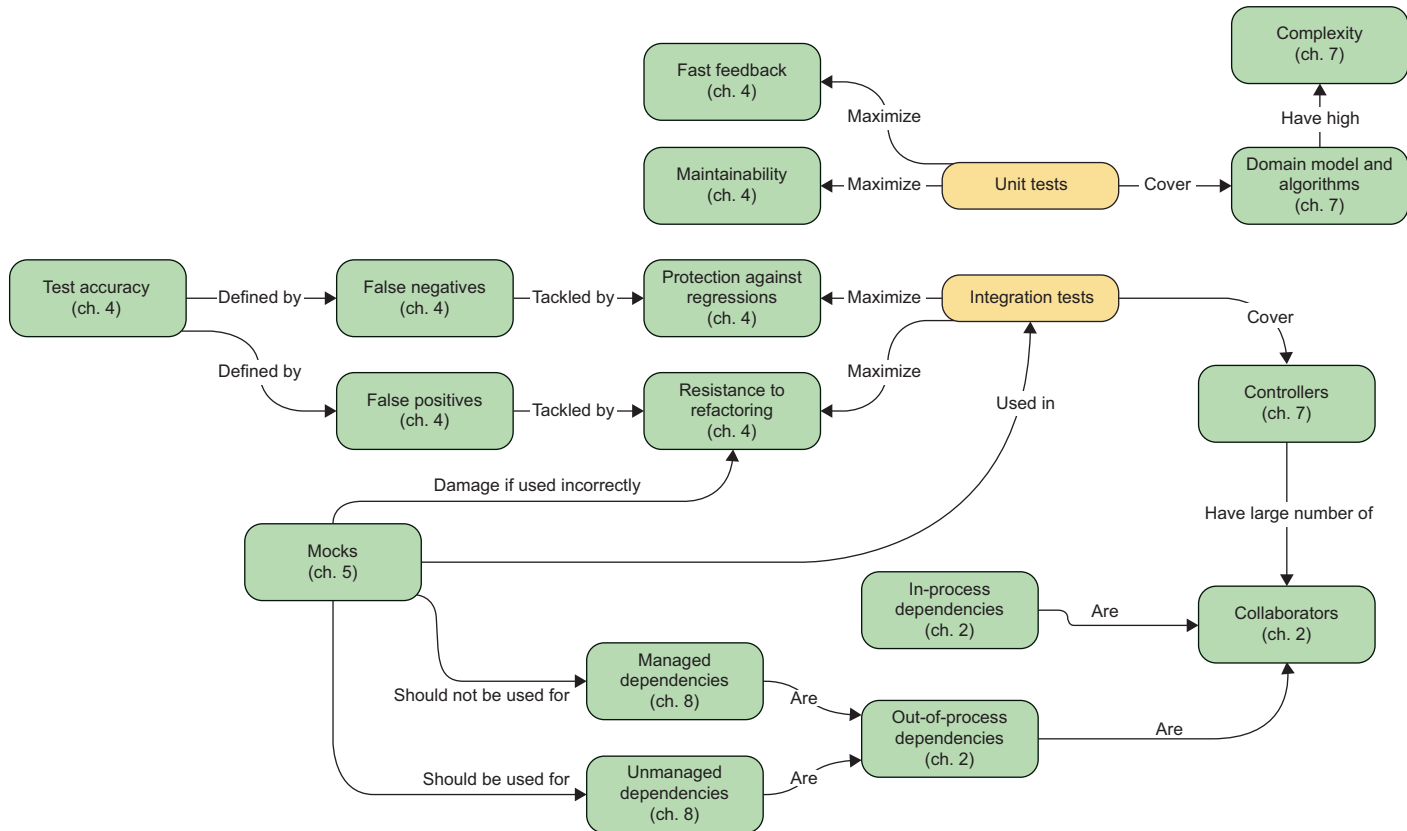 Complexity
(ch. 7)
Fast feedback
(ch. 4)
Maximize
Have high
Maintainability
(ch. 4)
Maximize
Unit tests
Cover
Domain model and
algorithms
(ch. 7)
Test accuracy
(ch. 4)
Defined by
False negatives
(ch. 4)
Tackled by
Protection against
regressions
(ch. 4)
Maximize
Integration tests
Cover
Defined by
False positives
(ch. 4)
Tackled by
Resistance to
refactoring
(ch. 4)
Maximize
Used in
Controllers
(ch. 7)
Damage if used incorrectly
Have large number of
Mocks
(ch. 5)
In-process
dependencies
(ch. 2)
Are
Collaborators
(ch. 2)
Should not be used for
Managed
dependencies
(ch. 8)
Are
Out-of-process
dependencies
(ch. 2)
Are
Should be used for
Unmanaged
dependencies
(ch. 8)
Are